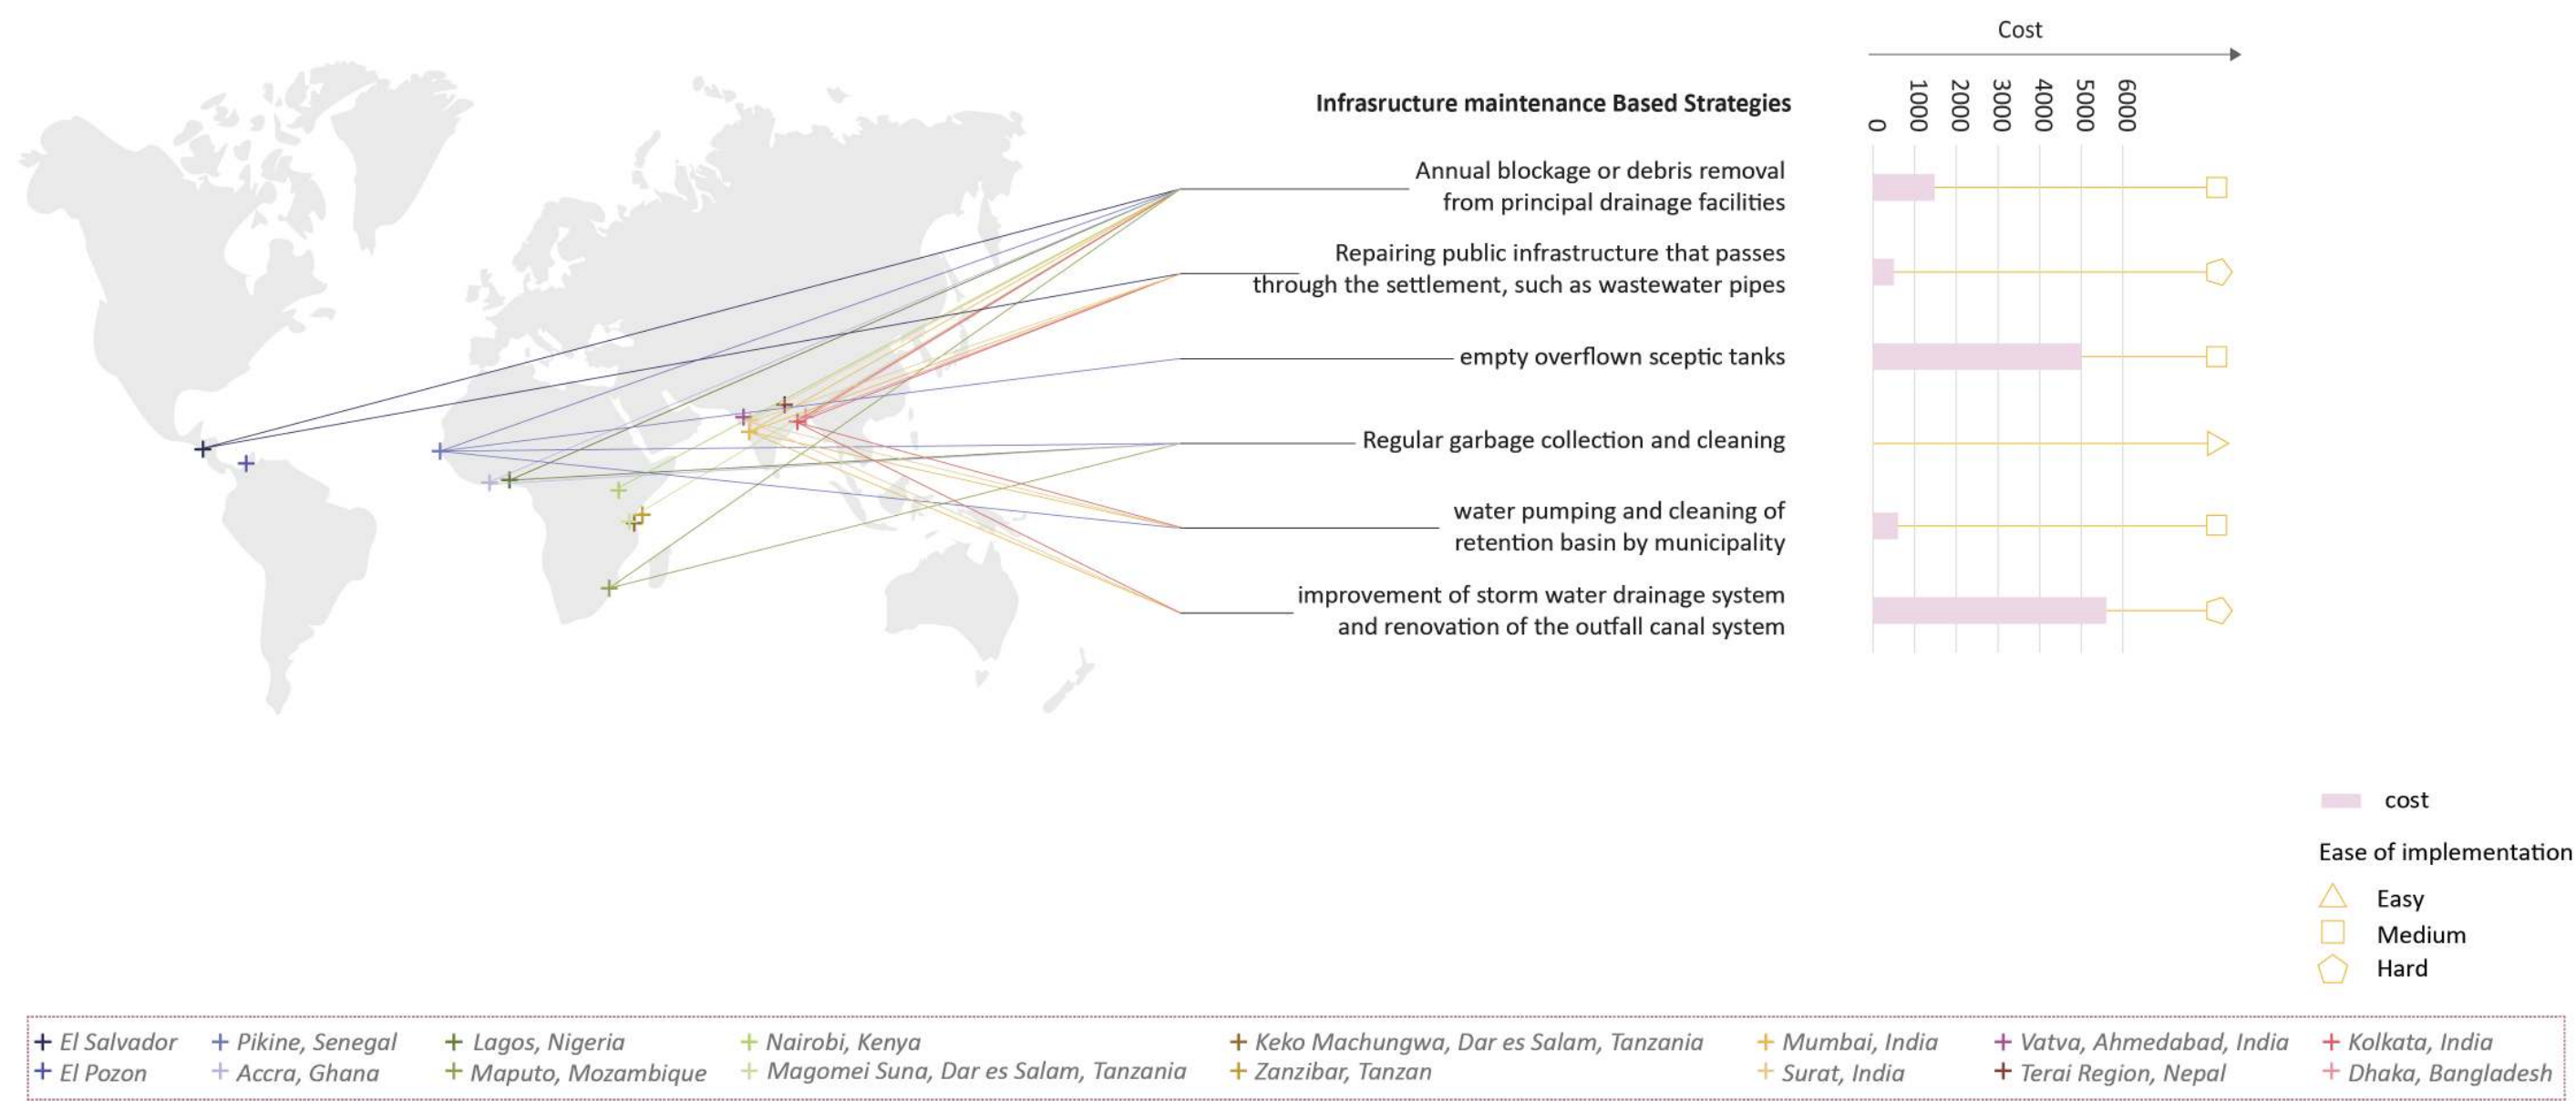 Cost
0
1000
2000
3000
4000
5000
6000
Infrasructure maintenance Based Strategies
Annual blockage or debris removal
from principal drainage facilities
Repairing public infrastructure that passes
through the settlement, such as wastewater pipes
empty overflown sceptic tanks
Regular garbage collection and cleaning
water pumping and cleaning of
retention basin by municipality
improvement of storm water drainage system
and renovation of the outfall canal system
cost
Ease of implementation
Easy
Medium
Hard
El Salvador
Pikine, Senegal
Lagos, Nigeria
Nairobi, Kenya
Keko Machungwa, Dar es Salam, Tanzania
Mumbai, India
Vatva, Ahmedabad, India
Kolkata, India
El Pozon
Accra, Ghana
Maputo, Mozambique
Magomei Suna, Dar es Salam, Tanzania
Zanzibar, Tanzan
Surat, India
Terai Region, Nepal
Dhaka, Bangladesh